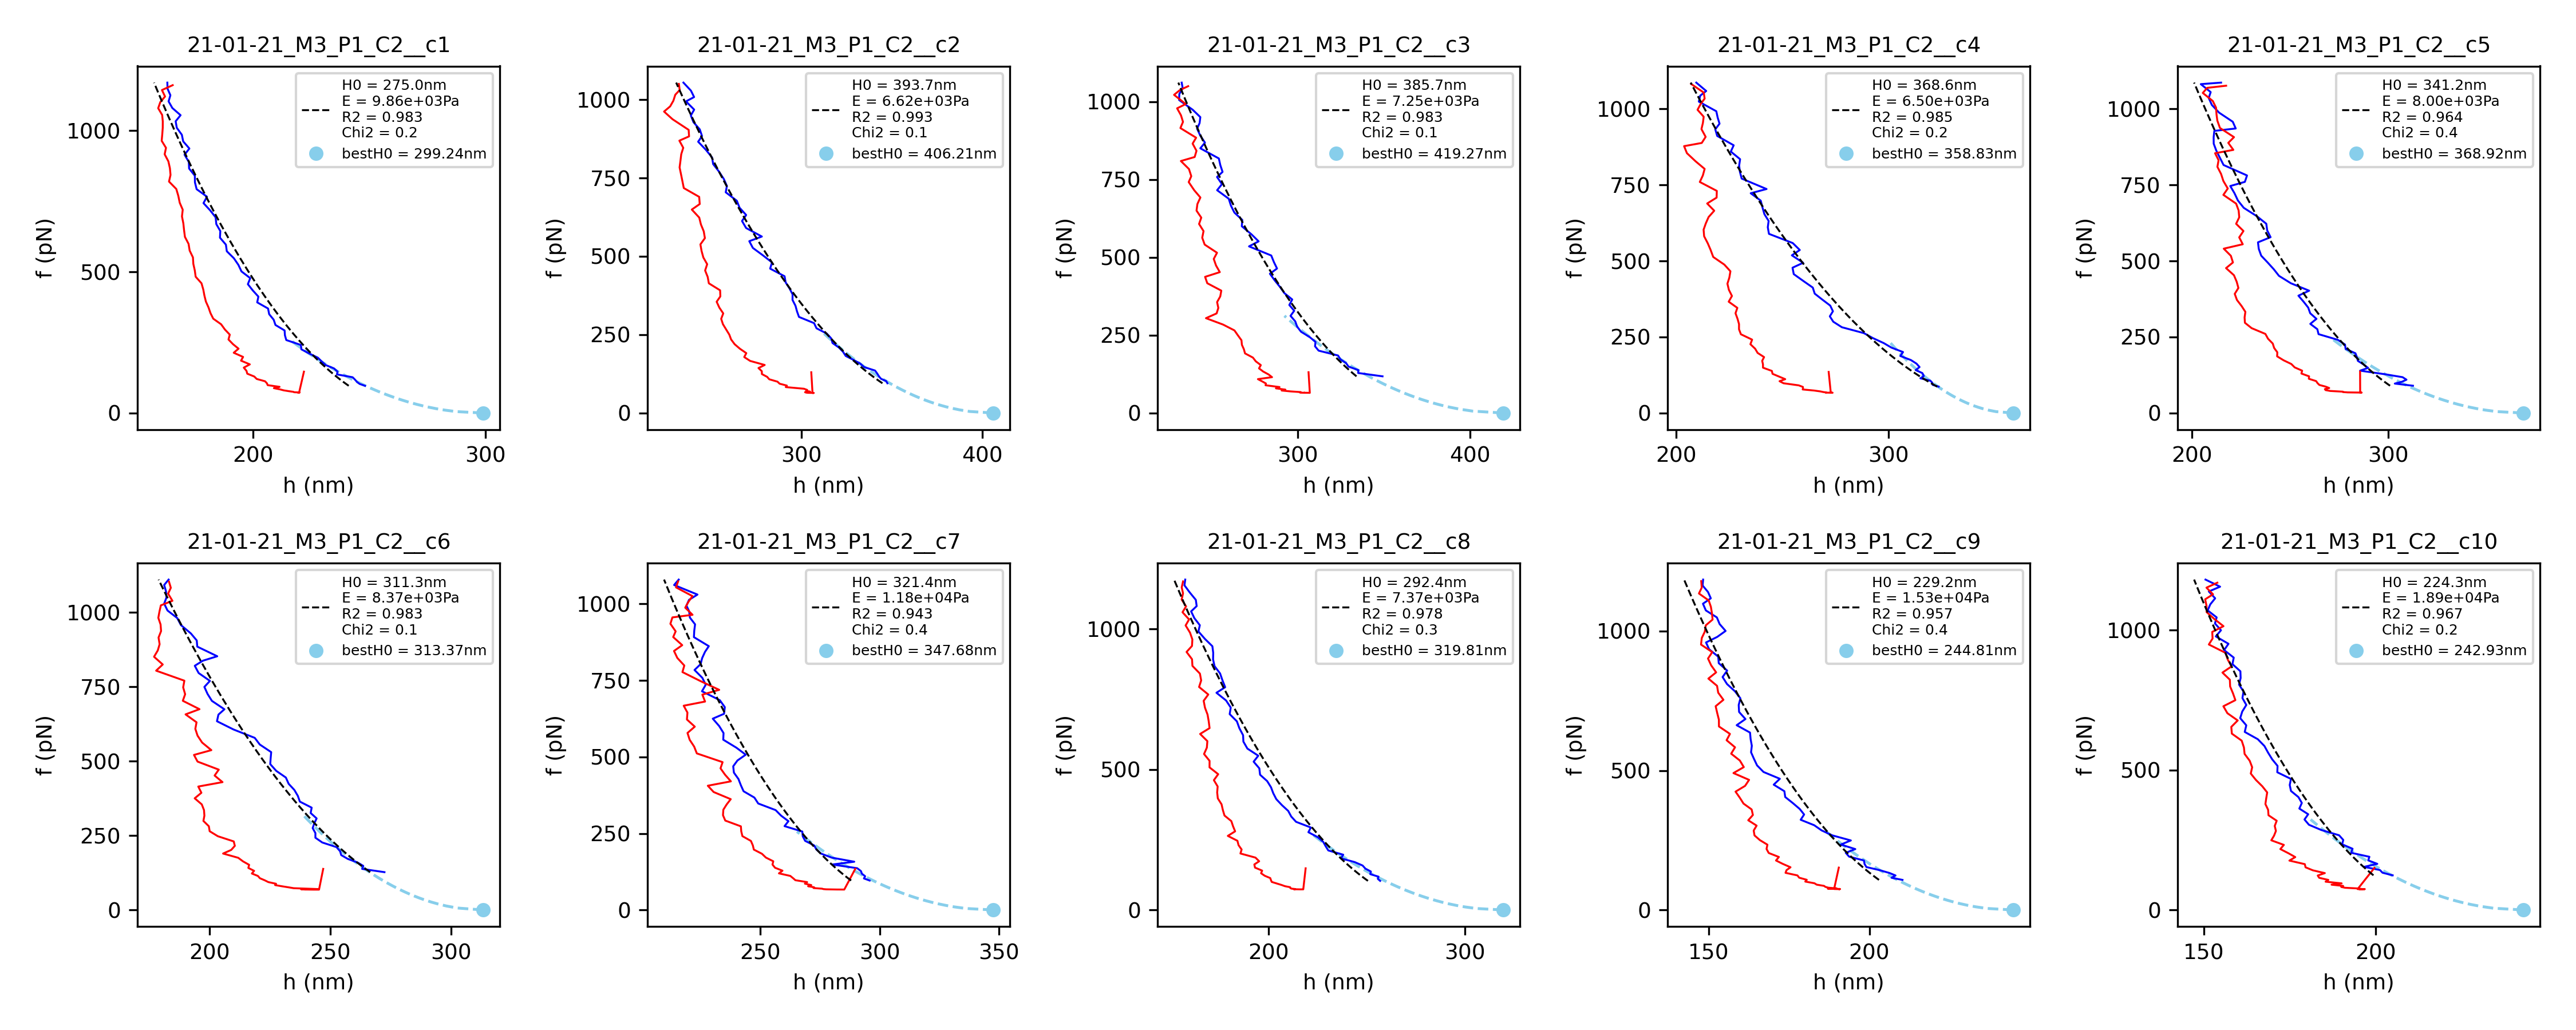 21-01-21_M3_P1_C2__c1
H0 = 275.0nm
E = 9.86e+03Pa
R2 = 0.983
Chi2 = 0.2
bestH0 = 299.24nm
f (pN)
1000
500
0
200 300
h (nm)
21-01-21_M3_P1_C2__c2
H0 = 393.7nm
E = 6.62e+03Pa
R2 = 0.993
Chi2 = 0.1
bestH0 = 406.21nm
f (pN)
1000
750
500
250
0
300 400
h (nm)
21-01-21_M3_P1_C2__c3
H0 = 385.7nm
E = 7.25e+03Pa
R2 = 0.983
Chi2 = 0.1
bestH0 = 419.27nm
f (pN)
1000
750
500
250
0
300 400
h (nm)
21-01-21_M3_P1_C2__c4
H0 = 368.6nm
E = 6.50e+03Pa
R2 = 0.985
Chi2 = 0.2
bestH0 = 358.83nm
f (pN)
1000
750
500
250
0
200 300
h (nm)
21-01-21_M3_P1_C2__c5
H0 = 341.2nm
E = 8.00e+03Pa
R2 = 0.964
Chi2 = 0.4
bestH0 = 368.92nm
f (pN)
1000
750
500
250
0
200 300
h (nm)
21-01-21_M3_P1_C2__c6
H0 = 311.3nm
E = 8.37e+03Pa
R2 = 0.983
Chi2 = 0.1
bestH0 = 313.37nm
f (pN)
1000
750
500
250
0
200 250 300
h (nm)
21-01-21_M3_P1_C2__c7
H0 = 321.4nm
E = 1.18e+04Pa
R2 = 0.943
Chi2 = 0.4
bestH0 = 347.68nm
f (pN)
1000
750
500
250
0
250 300 350
h (nm)
21-01-21_M3_P1_C2__c8
H0 = 292.4nm
E = 7.37e+03Pa
R2 = 0.978
Chi2 = 0.3
bestH0 = 319.81nm
f (pN)
1000
500
0
200 300
h (nm)
21-01-21_M3_P1_C2__c9
H0 = 229.2nm
E = 1.53e+04Pa
R2 = 0.957
Chi2 = 0.4
bestH0 = 244.81nm
f (pN)
1000
500
0
150 200
h (nm)
21-01-21_M3_P1_C2__c10
H0 = 224.3nm
E = 1.89e+04Pa
R2 = 0.967
Chi2 = 0.2
bestH0 = 242.93nm
f (pN)
1000
500
0
150 200
h (nm)